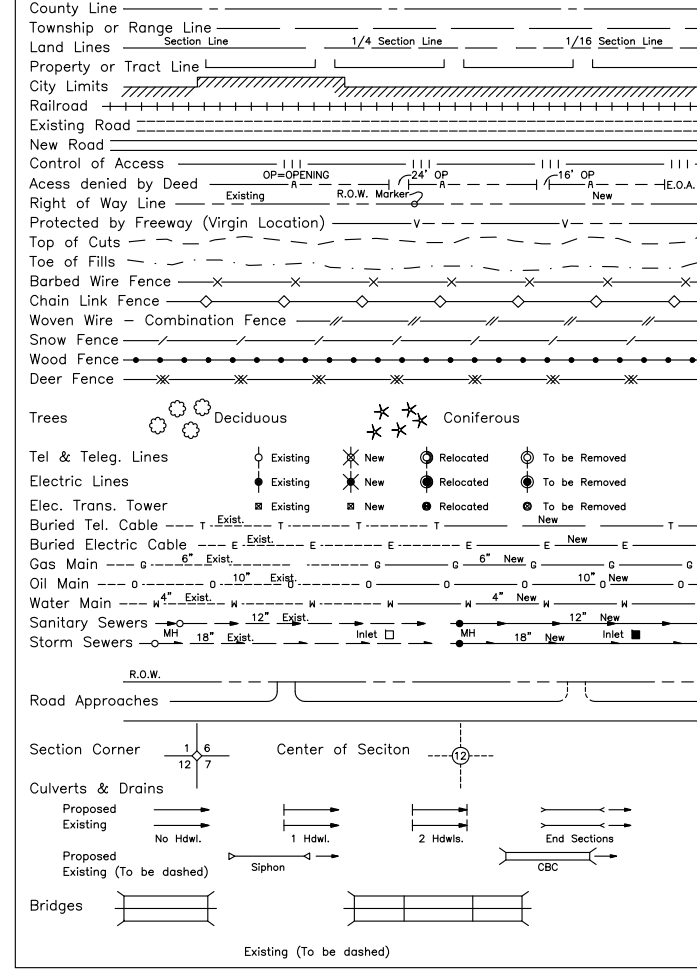 County Line
Township or Range Line
Land Lines Section Line 1/4 Section Line 1/16 Section Line
Property or Tract Line
City Limits
Railroad
Existing Road
New Road
Control of Access
Acess denied by Deed OP=OPENING A 24' OP A 16' OP A E.O.A.
Right of Way Line Existing R.O.W. Marker New
Protected by Freeway (Virgin Location) V V
Top of Cuts
Toe of Fills
Barbed Wire Fence
Chain Link Fence
Woven Wire – Combination Fence
Snow Fence
Wood Fence
Deer Fence
Trees Deciduous Coniferous
Tel & Teleg. Lines Existing New Relocated To be Removed
Electric Lines Existing New Relocated To be Removed
Elec. Trans. Tower Existing New Relocated To be Removed
Buried Tel. Cable T Exist. T T T New T
Buried Electric Cable E Exist. E E E New E E
Gas Main G 6" Exist. G G 6" New G G
Oil Main O 10" O Exist. O O O O 10" O New O
Water Main W 4" Exist. W W W 4" New W W
Sanitary Sewers MH 12" Exist. MH 12" New
Storm Sewers 18" Exist. Inlet 18" New Inlet
R.O.W.
Road Approaches
Section Corner 1 6 Center of Seciton 12
12 7
Culverts & Drains
Proposed
Existing
No Hdwl. 1 Hdwl. 2 Hdwls. End Sections
Proposed
Existing (To be dashed) Siphon CBC
Bridges
Existing (To be dashed)